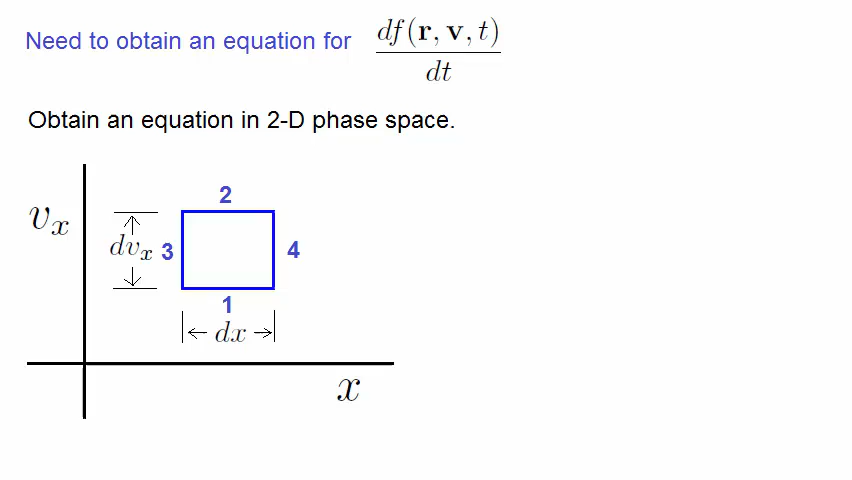 Need to obtain an equation for df(r, v, t)/dt
Obtain an equation in 2-D phase space.
2
v_x
dv_x 3
4
1
dx
x